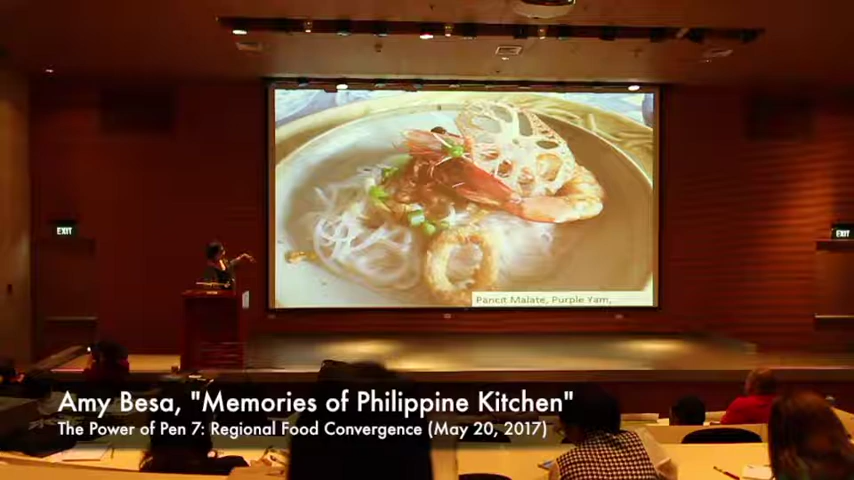 EXIT
EXIT
Pancit Malate, Purple Yam,
Amy Besa, "Memories of Philippine Kitchen"
The Power of Pen 7: Regional Food Convergence (May 20, 2017)